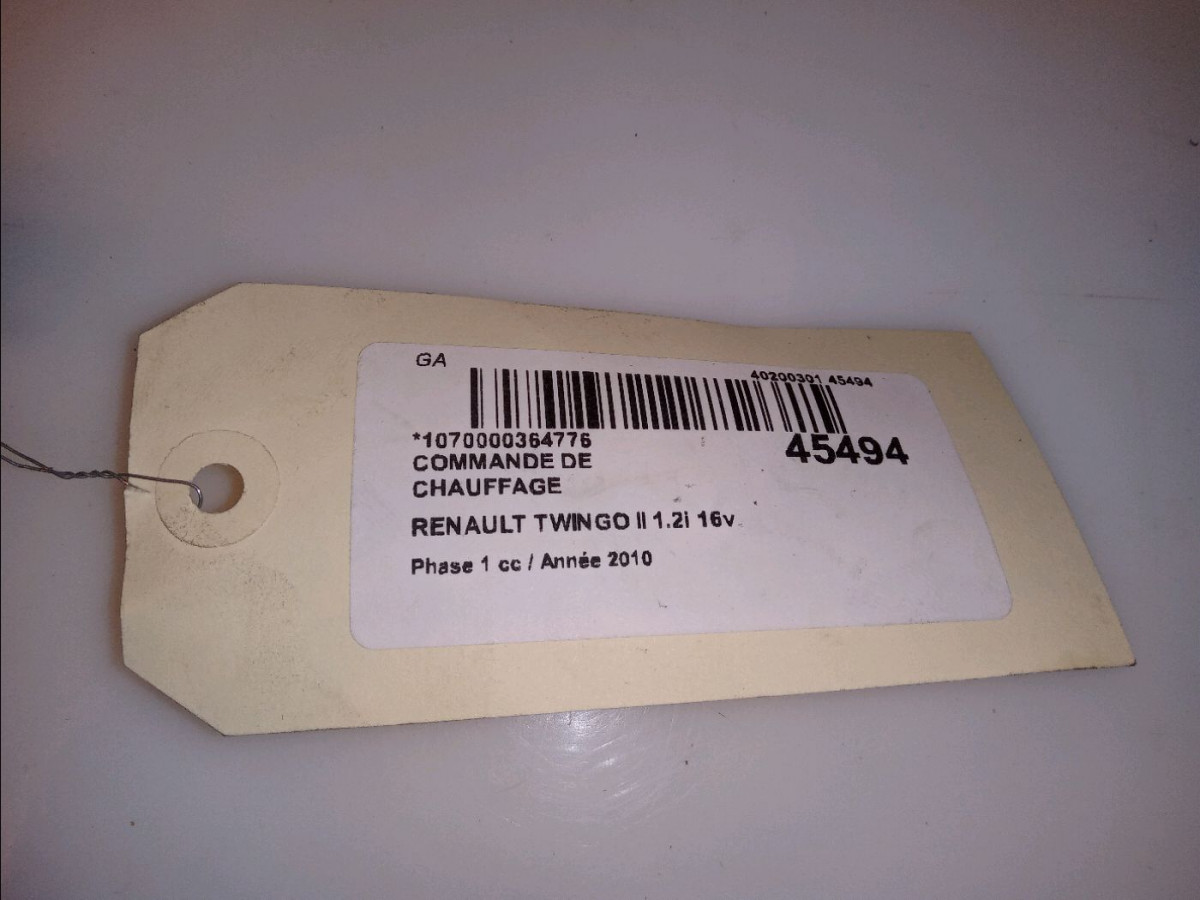 GA
40200301 45494
*1070000364776
45494
COMMANDE DE
CHAUFFAGE
RENAULT TWINGO II 1.2i 16v
Phase 1 cc / Année 2010